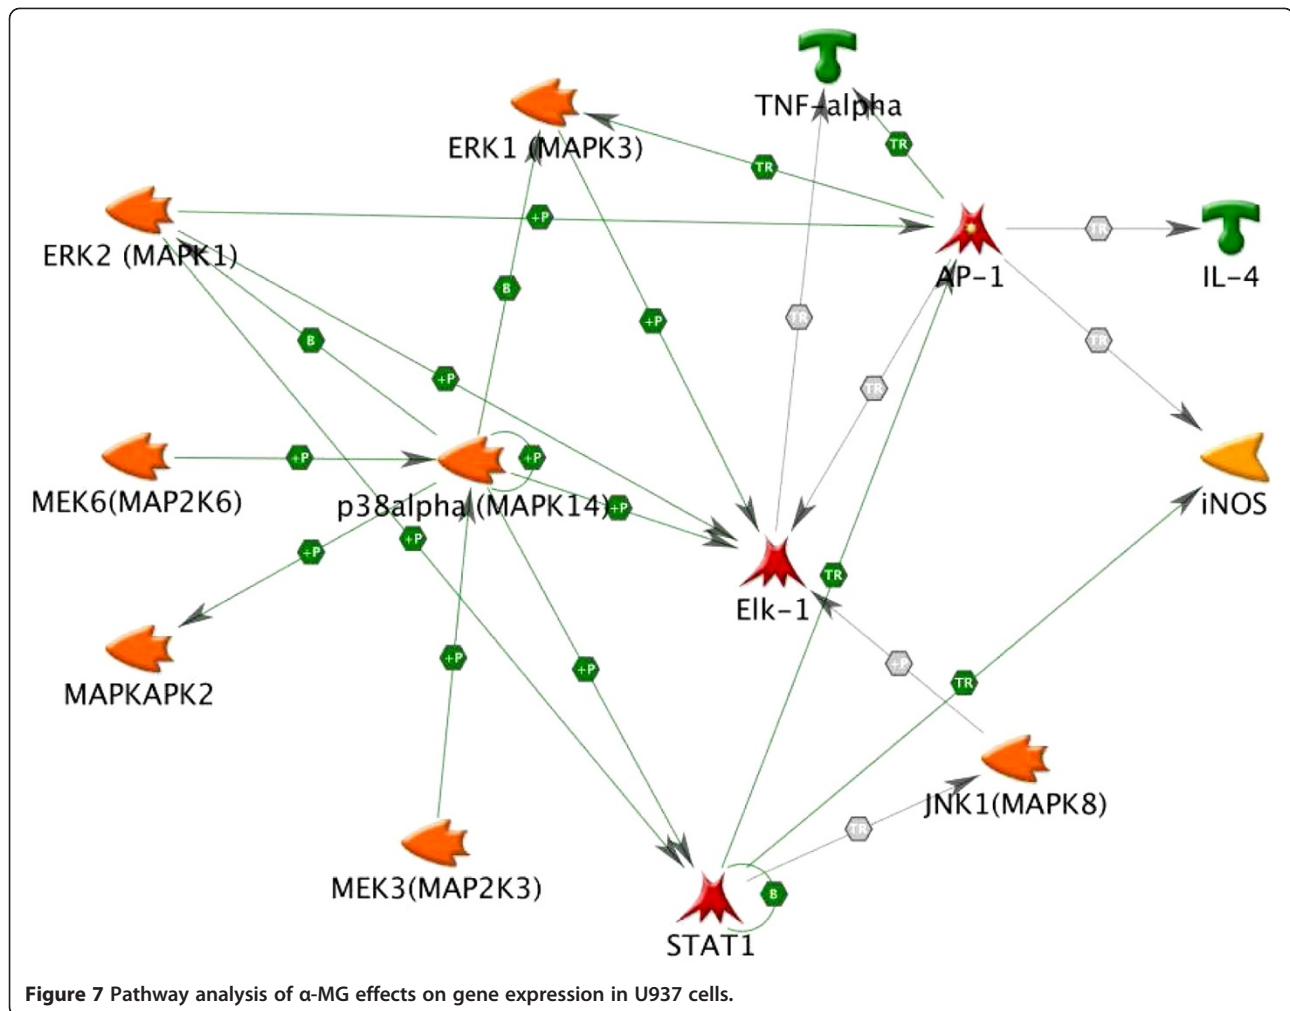 TNF-alpha
TR
ERK1 (MAPK3)
TR
ERK2 (MAPK1)
+P
TR
AP-1
IL-4
B
TR
TR
+P
B
+P
TR
MEK6(MAP2K6)
+P
+P
p38alpha (MAPK14)
+P
iNOS
+P
+P
TR
Elk-1
MAPKAPK2
+P
+P
+P
TR
JNK1(MAPK8)
TR
MEK3(MAP2K3)
B
STAT1
Figure 7 Pathway analysis of α-MG effects on gene expression in U937 cells.